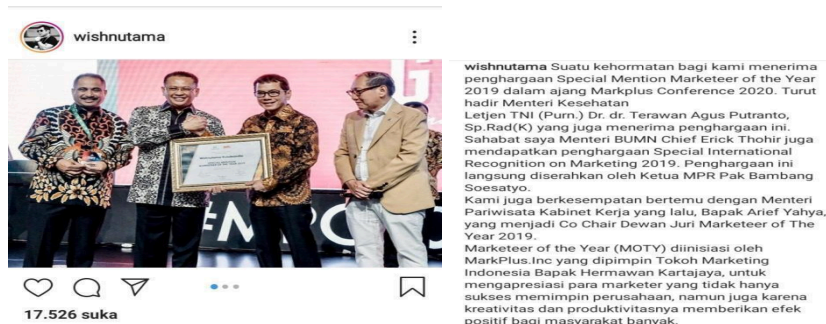 wishnutama
#MPC
17.526 suka
wishnutama Suatu kehormatan bagi kami menerima
penghargaan Special Mention Marketeer of the Year
2019 dalam ajang Markplus Conference 2020. Turut
hadir Menteri Kesehatan
Letjen TNI (Purn.) Dr. dr. Terawan Agus Putranto,
Sp.Rad(K) yang juga menerima penghargaan ini.
Sahabat saya Menteri BUMN Chief Erick Thohir juga
mendapatkan penghargaan Special International
Recognition on Marketing 2019. Penghargaan ini
langsung diserahkan oleh Ketua MPR Pak Bambang
Soesatyo.
Kami juga berkesempatan bertemu dengan Menteri
Pariwisata Kabinet Kerja yang lalu, Bapak Arief Yahya,
yang menjadi Co Chair Dewan Juri Marketeer of The
Year 2019.
Marketeer of the Year (MOTY) diinisiasi oleh
MarkPlus.Inc yang dipimpin Tokoh Marketing
Indonesia Bapak Hermawan Kartajaya, untuk
mengapresiasi para marketer yang tidak hanya
sukses memimpin perusahaan, namun juga karena
kreativitas dan produktivitasnya memberikan efek
positif bagi masyarakat banyak.